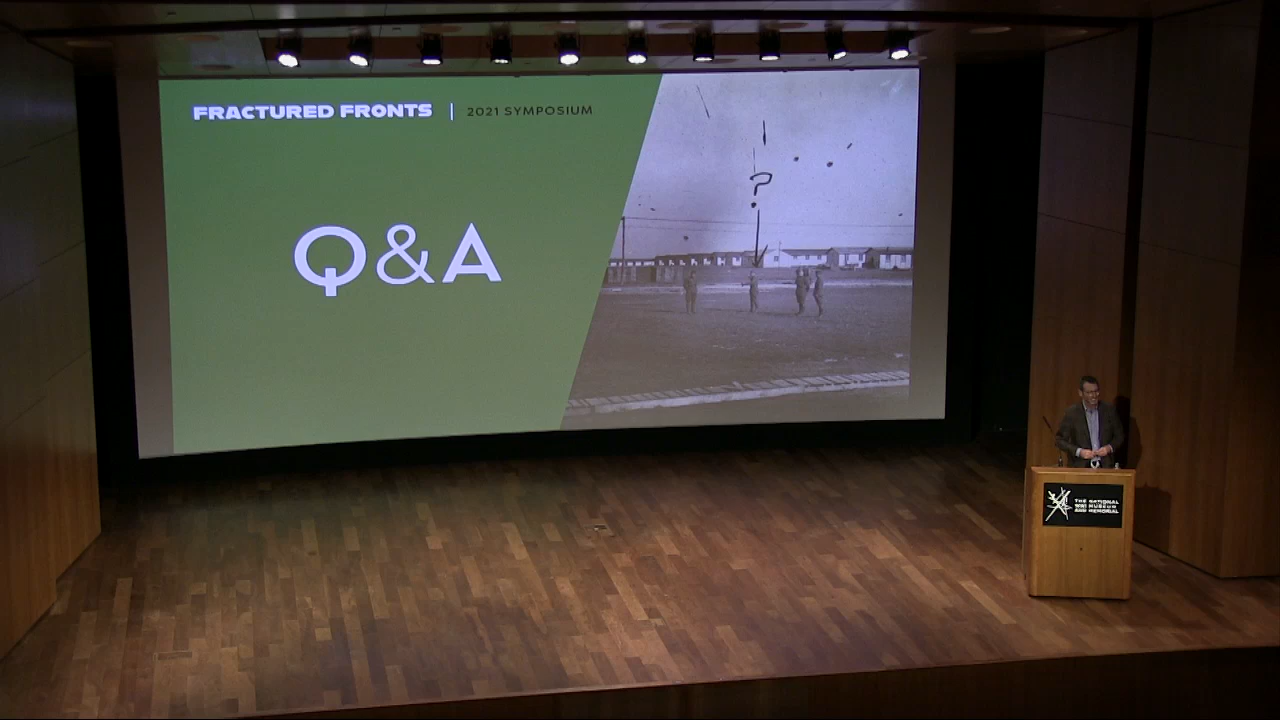 FRACTURED FRONTS | 2021 SYMPOSIUM
Q&A
?
THE NATIONAL
WWI MUSEUM
AND MEMORIAL